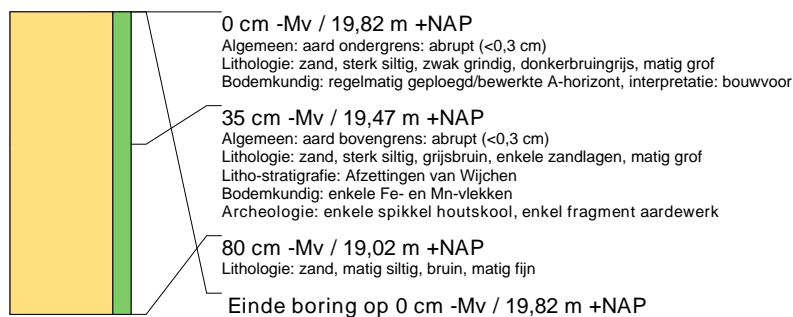 0 cm -Mv / 19,82 m +NAP
Algemeen: aard ondergrens: abrupt (<0,3 cm)
Lithologie: zand, sterk siltig, zwak grindig, donkerbruingrijs, matig grof
Bodemkundig: regelmatig geploegd/bewerkte A-horizont, interpretatie: bouwvoor
35 cm -Mv / 19,47 m +NAP
Algemeen: aard bovengrens: abrupt (<0,3 cm)
Lithologie: zand, sterk siltig, grijsbruin, enkele zandlagen, matig grof
Litho-stratigrafie: Afzettingen van Wijchen
Bodemkundig: enkele Fe- en Mn-vlekken
Archeologie: enkele spikkel houtskool, enkel fragment aardewerk
80 cm -Mv / 19,02 m +NAP
Lithologie: zand, matig siltig, bruin, matig fijn
Einde boring op 0 cm -Mv / 19,82 m +NAP